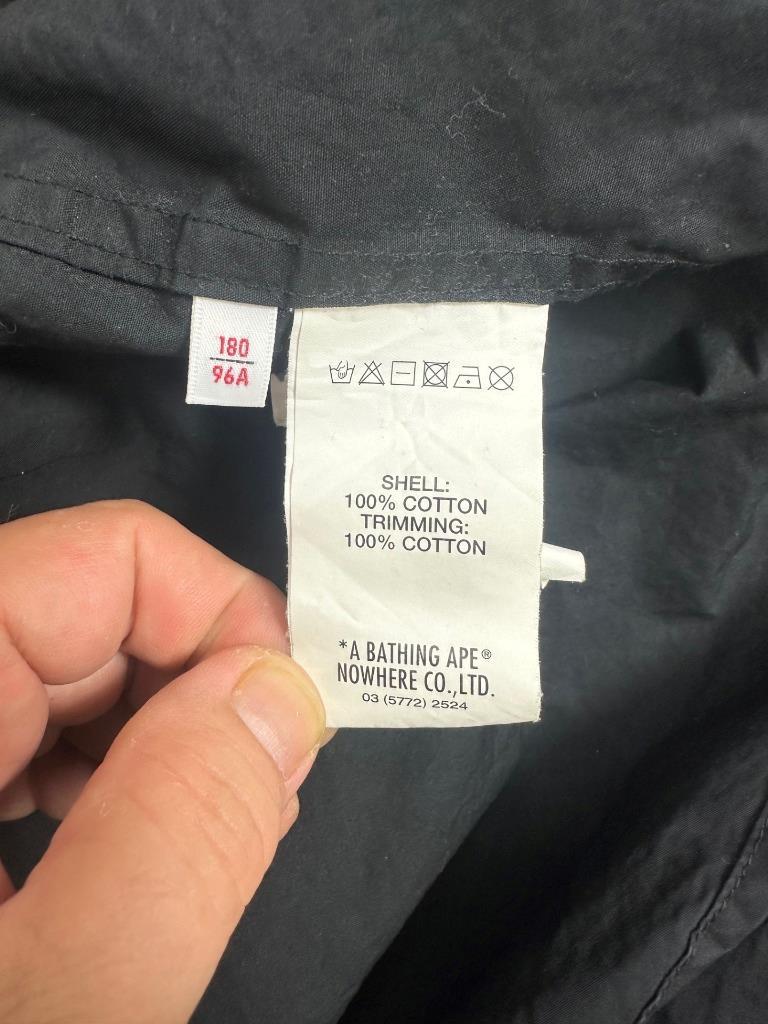 180
96A
SHELL:
100% COTTON
TRIMMING:
100% COTTON
*A BATHING APE®
NOWHERE CO.,LTD.
03 (5772) 2524